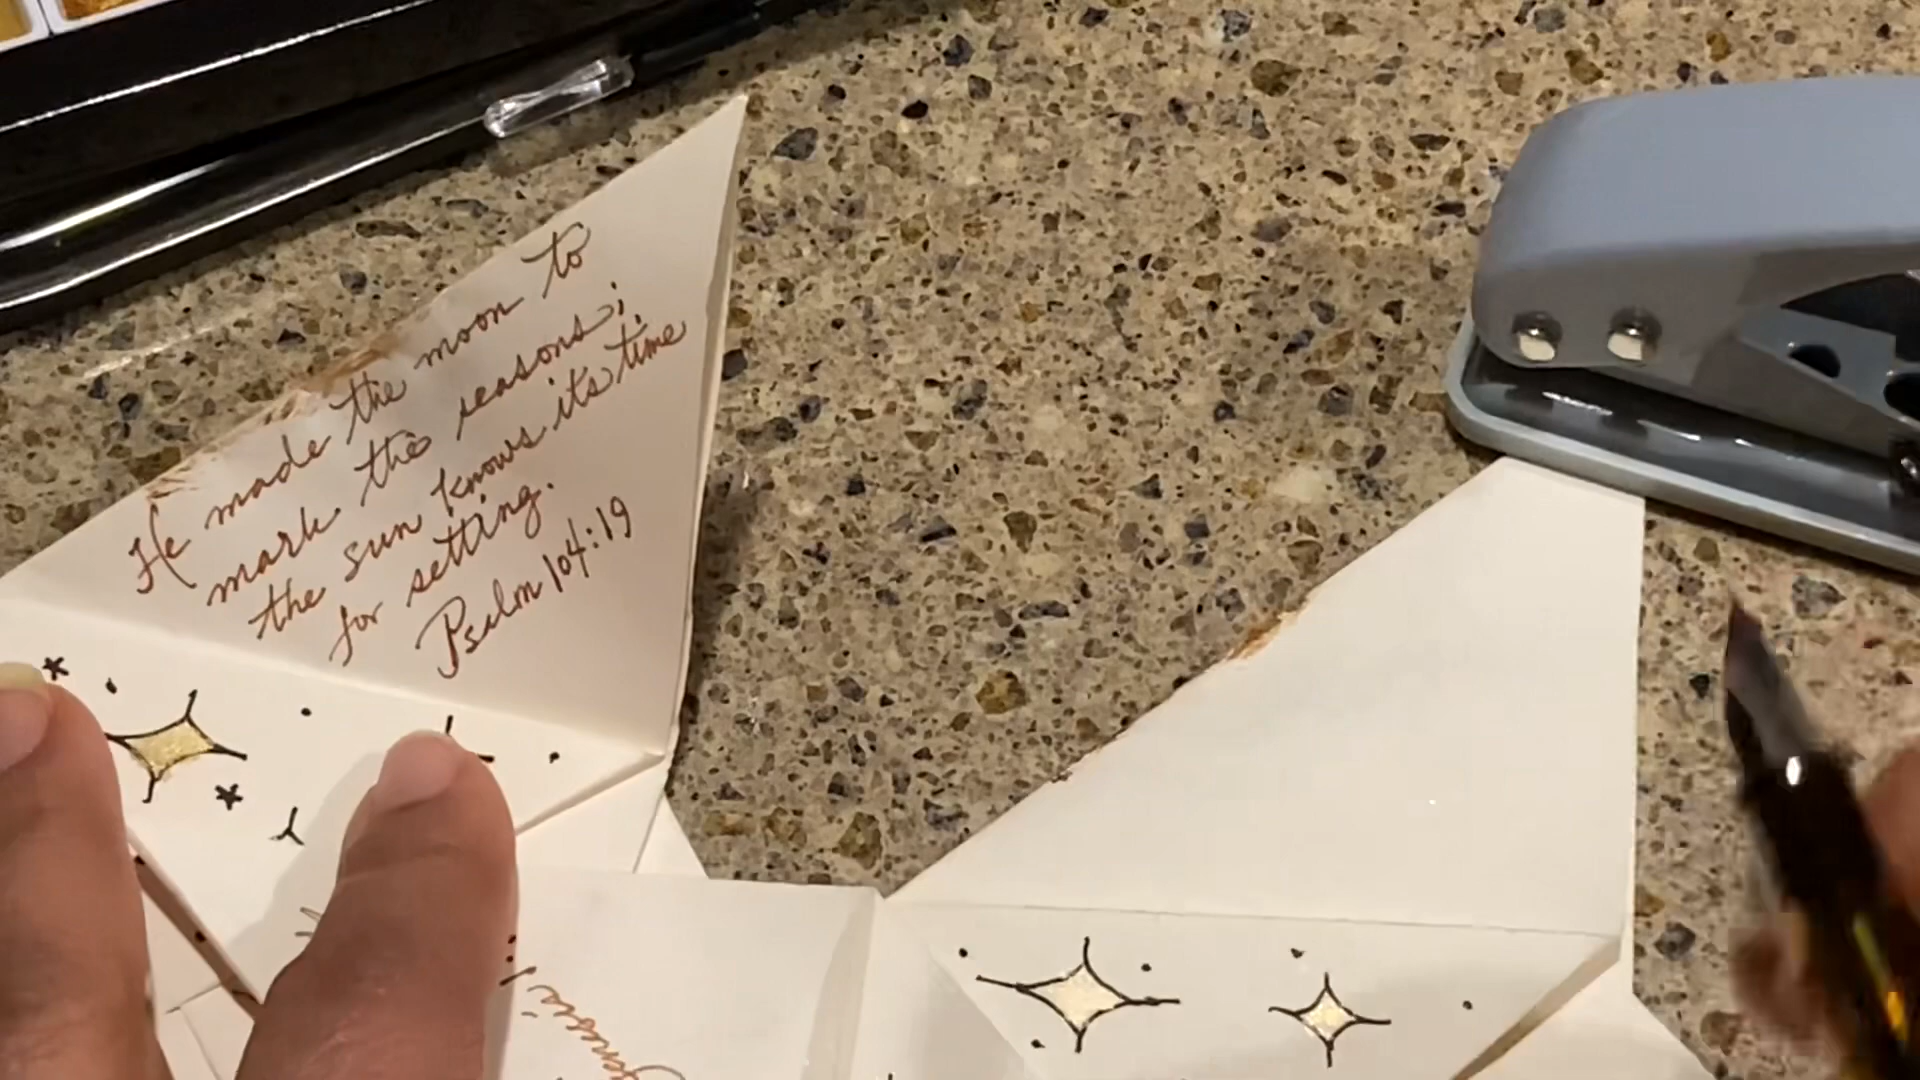 He made the moon to
mark the seasons;
the sun knows its time
for setting.
Psalm 104:19